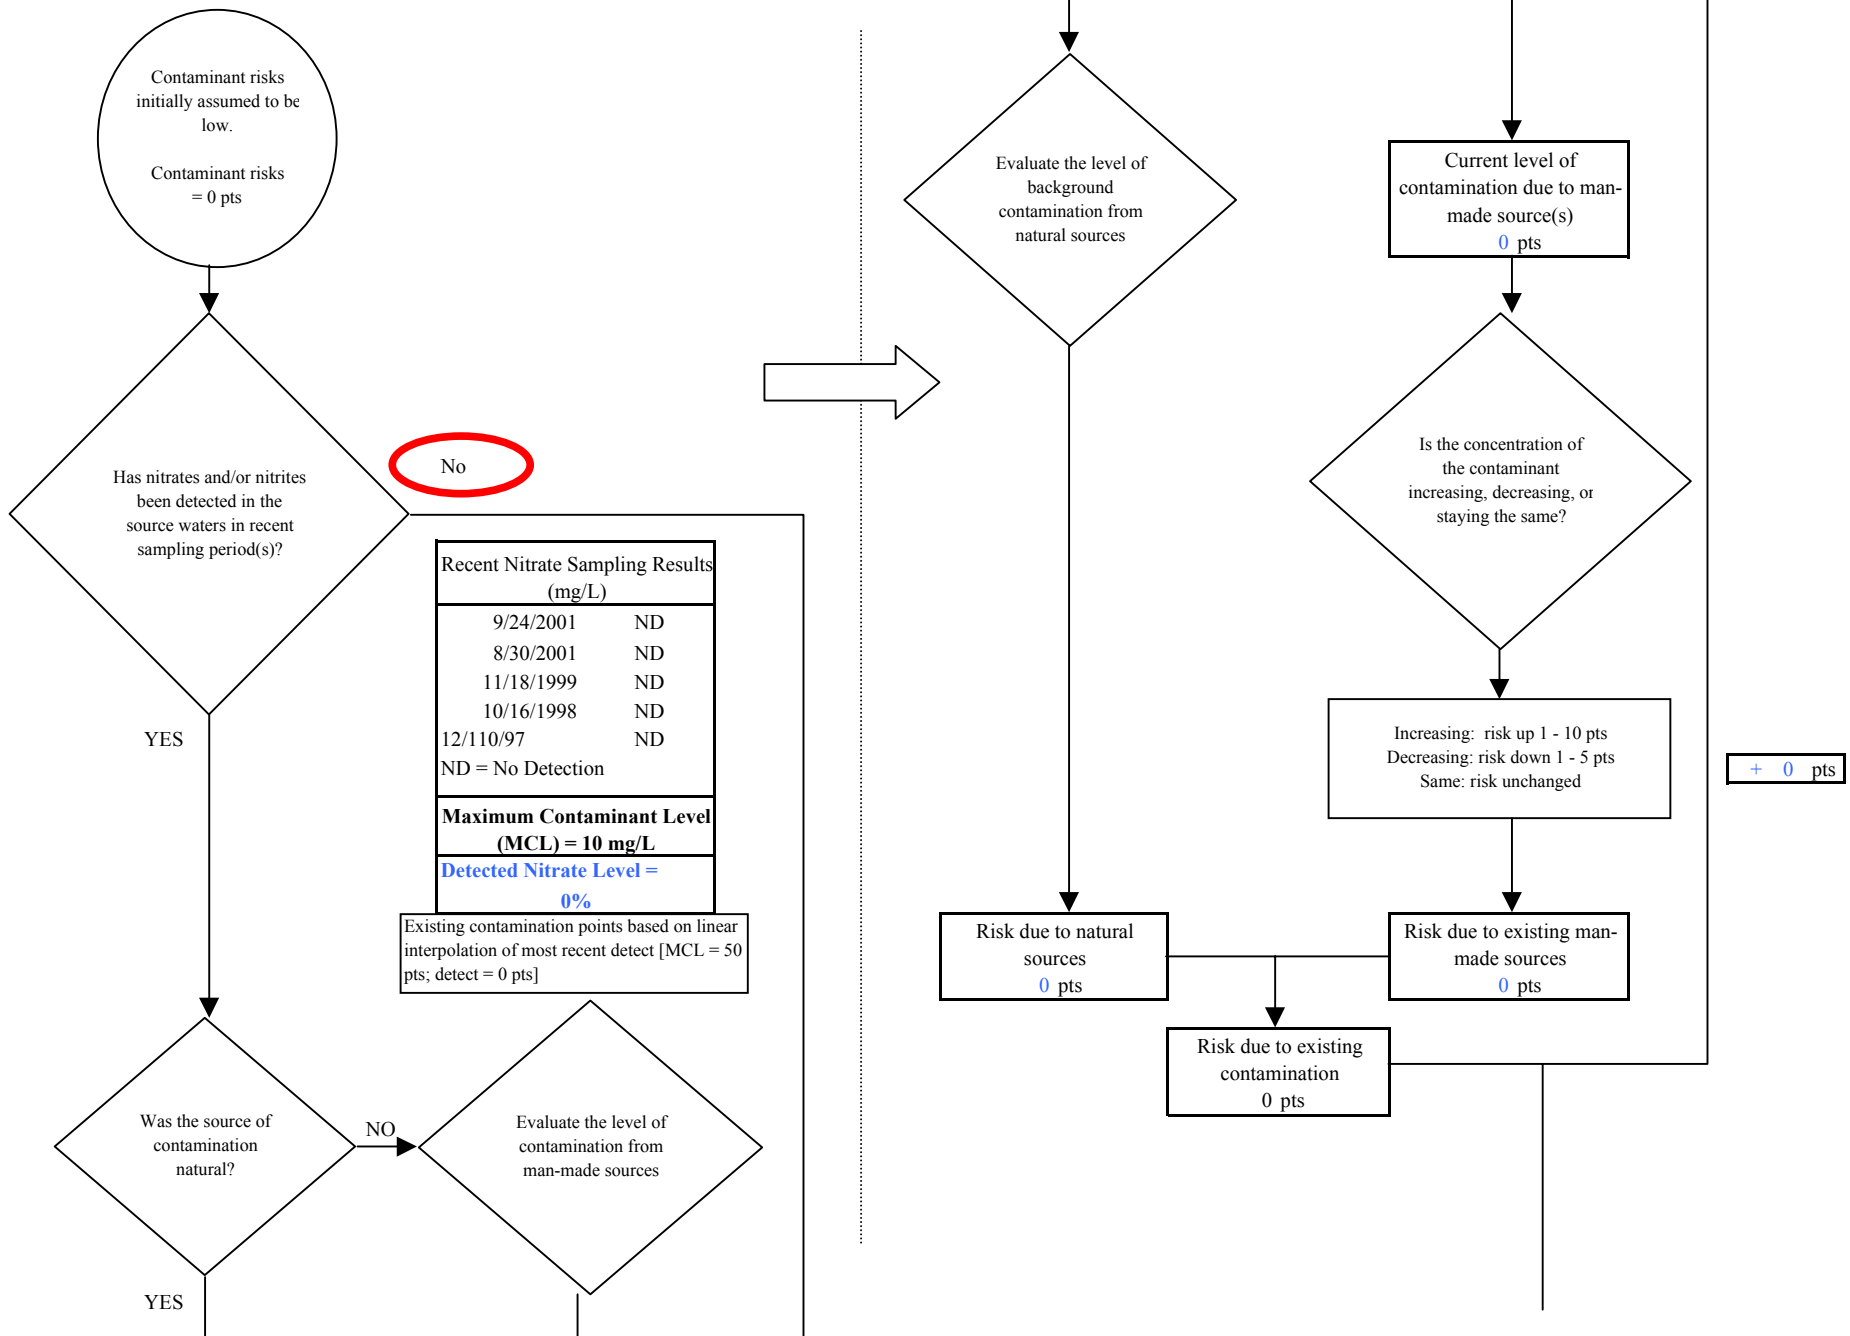 Contaminant risks
initially assumed to be
low.
Contaminant risks
= 0 pts
Has nitrates and/or nitrites
been detected in the
source waters in recent
sampling period(s)?
No
YES
Recent Nitrate Sampling Results
(mg/L)
9/24/2001 ND
8/30/2001 ND
11/18/1999 ND
10/16/1998 ND
12/110/97 ND
ND = No Detection
Maximum Contaminant Level
(MCL) = 10 mg/L
Detected Nitrate Level =
0%
Existing contamination points based on linear
interpolation of most recent detect [MCL = 50
pts; detect = 0 pts]
Was the source of
contamination
natural?
NO
YES
Evaluate the level of
contamination from
man-made sources
Evaluate the level of
background
contamination from
natural sources
Current level of
contamination due to man-
made source(s)
0 pts
Is the concentration of
the contaminant
increasing, decreasing, or
staying the same?
Increasing: risk up 1 - 10 pts
Decreasing: risk down 1 - 5 pts
Same: risk unchanged
+ 0 pts
Risk due to natural
sources
0 pts
Risk due to existing man-
made sources
0 pts
Risk due to existing
contamination
0 pts